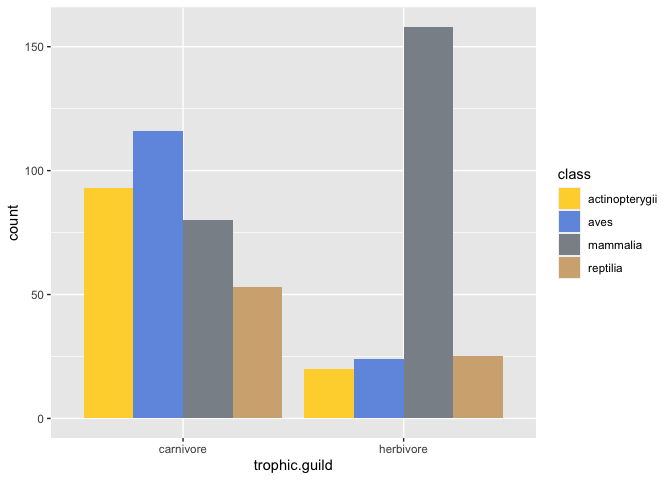 150
100
50
0
count
carnivore
herbivore
trophic.guild
class
actinopterygii
aves
mammalia
reptilia